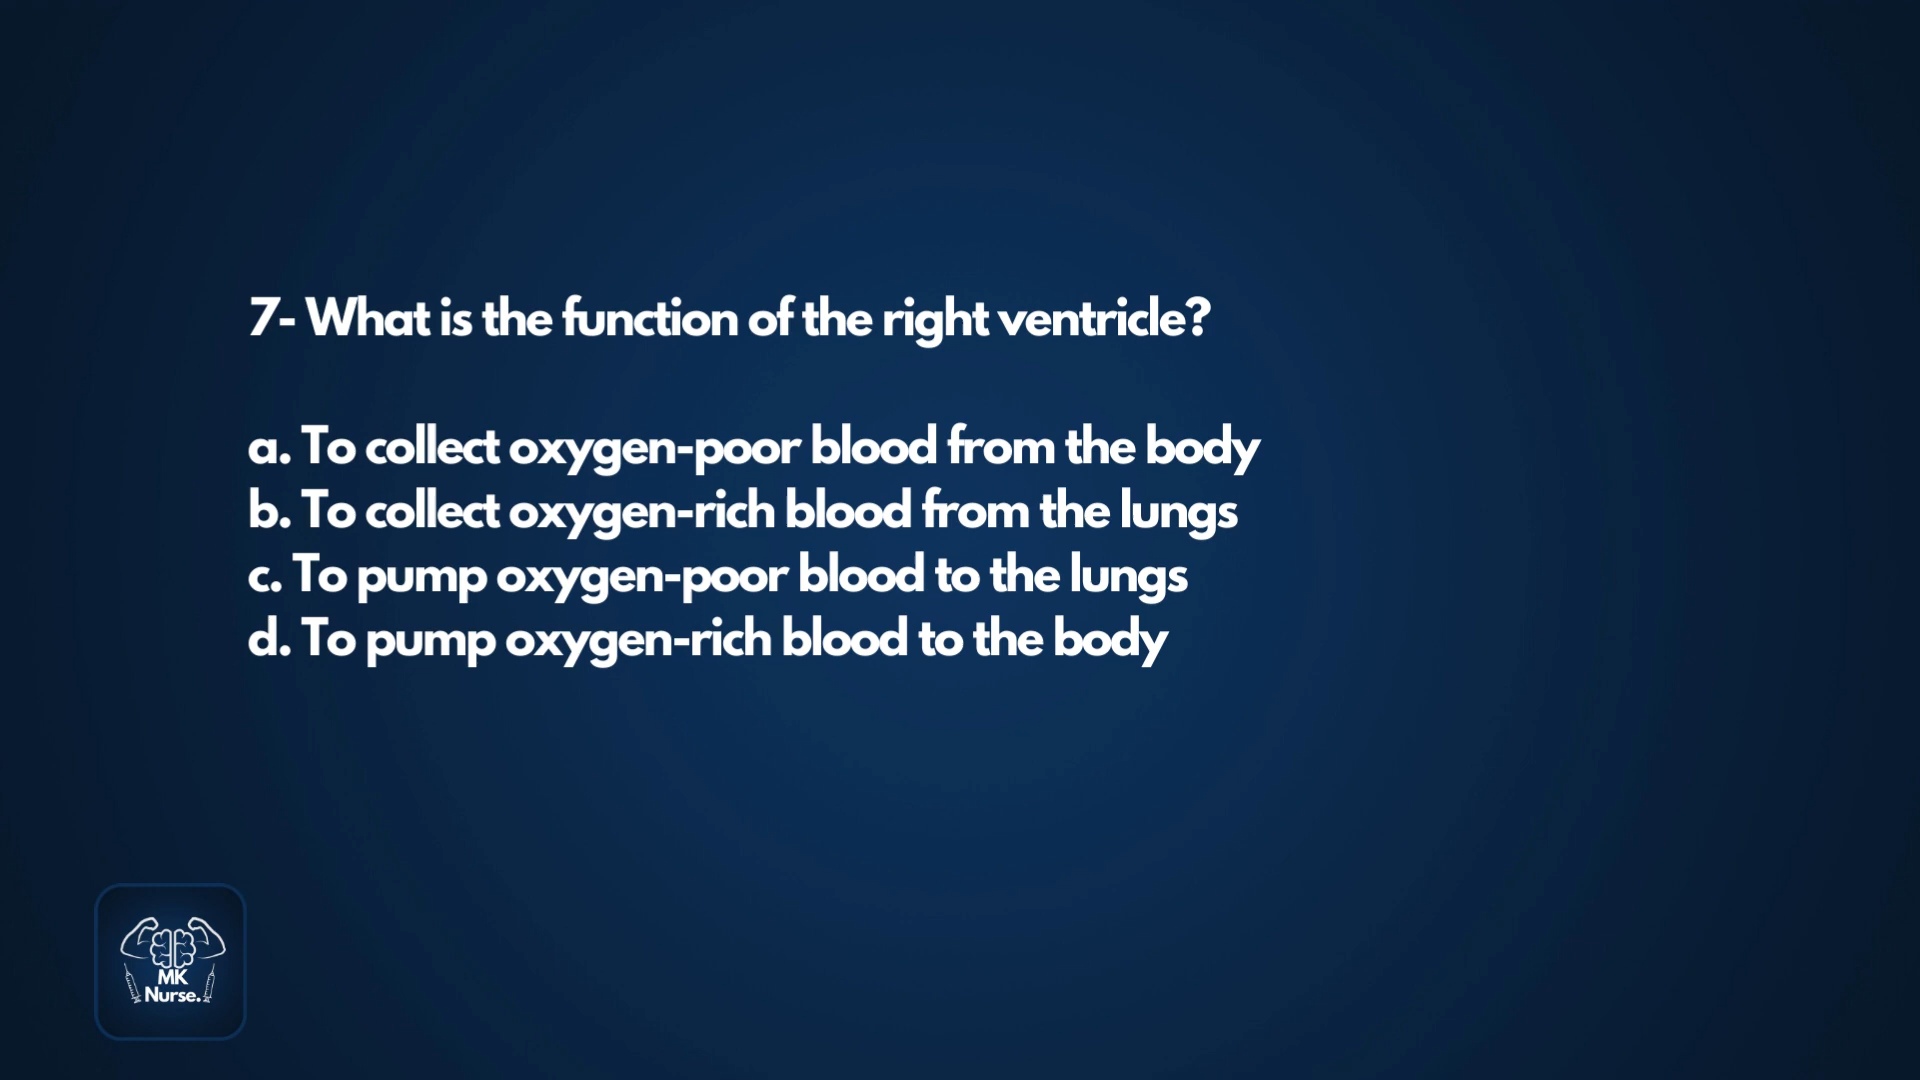 7- What is the function of the right ventricle?
a. To collect oxygen-poor blood from the body
b. To collect oxygen-rich blood from the lungs
c. To pump oxygen-poor blood to the lungs
d. To pump oxygen-rich blood to the body
MK
Nurse.